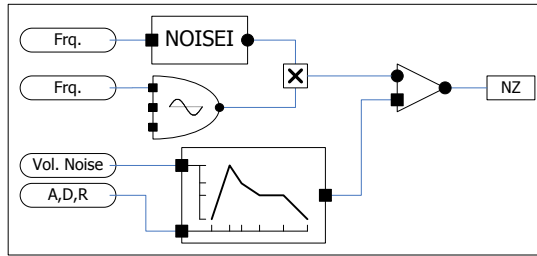 Frq.
NOISEI
Frq.
NZ
Vol. Noise
A,D,R